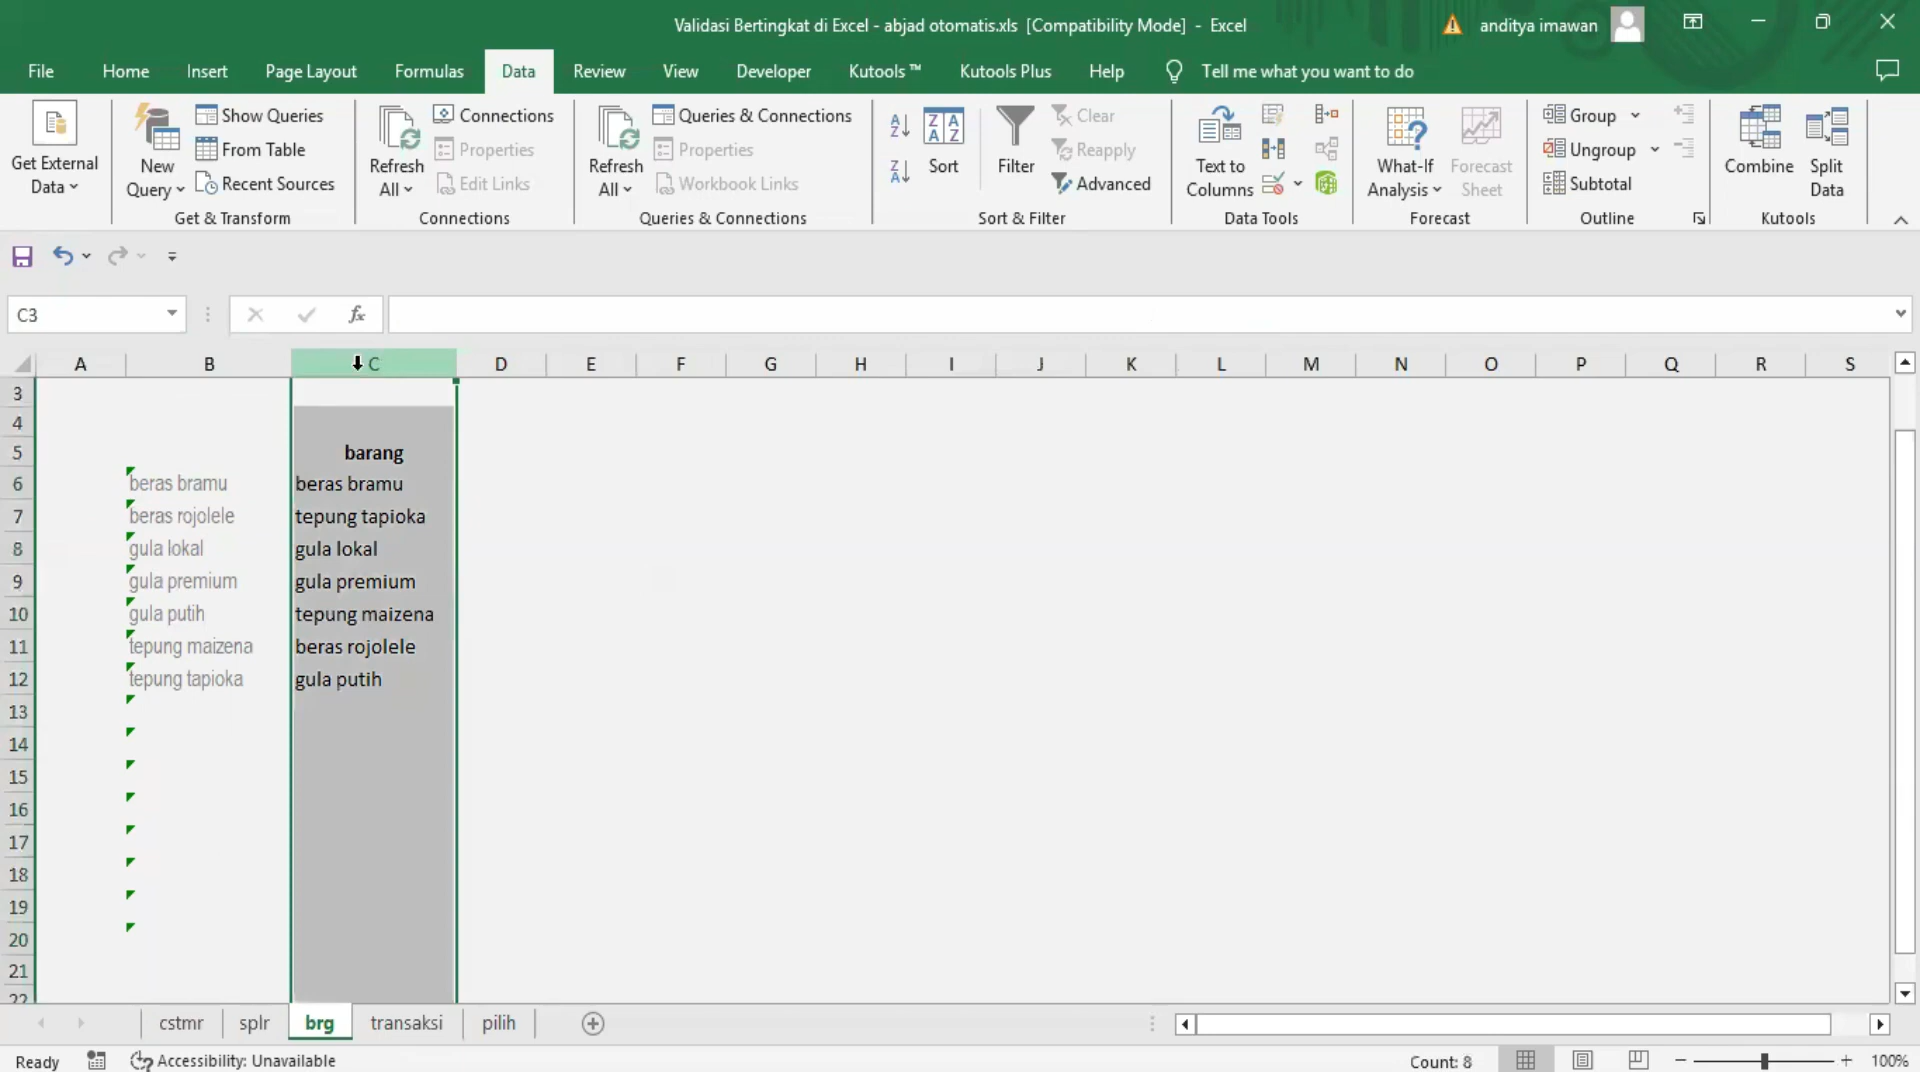 Validasi Bertingkat di Excel - abjad otomatis.xls [Compatibility Mode] - Excel
anditya imawan
File Home Insert Page Layout Formulas Data Review View Developer Kutools ™ Kutools Plus Help Tell me what you want to do
Get External Data
New Query
Show Queries
From Table
Recent Sources
Get & Transform
Refresh All
Connections
Properties
Edit Links
Connections
Refresh All
Queries & Connections
Properties
Workbook Links
Queries & Connections
Sort
Filter
Clear
Reapply
Advanced
Sort & Filter
Text to Columns
Data Tools
What-If Analysis
Forecast Sheet
Forecast
Group
Ungroup
Subtotal
Outline
Combine
Split Data
Kutools
C3
fx
A B C D E F G H I J K L M N O P Q R S
3
4
5 barang
6 beras bramu beras bramu
7 beras rojolele tepung tapioka
8 gula lokal gula lokal
9 gula premium gula premium
10 gula putih tepung maizena
11 tepung maizena beras rojolele
12 tepung tapioka gula putih
13
14
15
16
17
18
19
20
21
22
cstmr splr brg transaksi pilih
Ready Accessibility: Unavailable Count: 8 100%